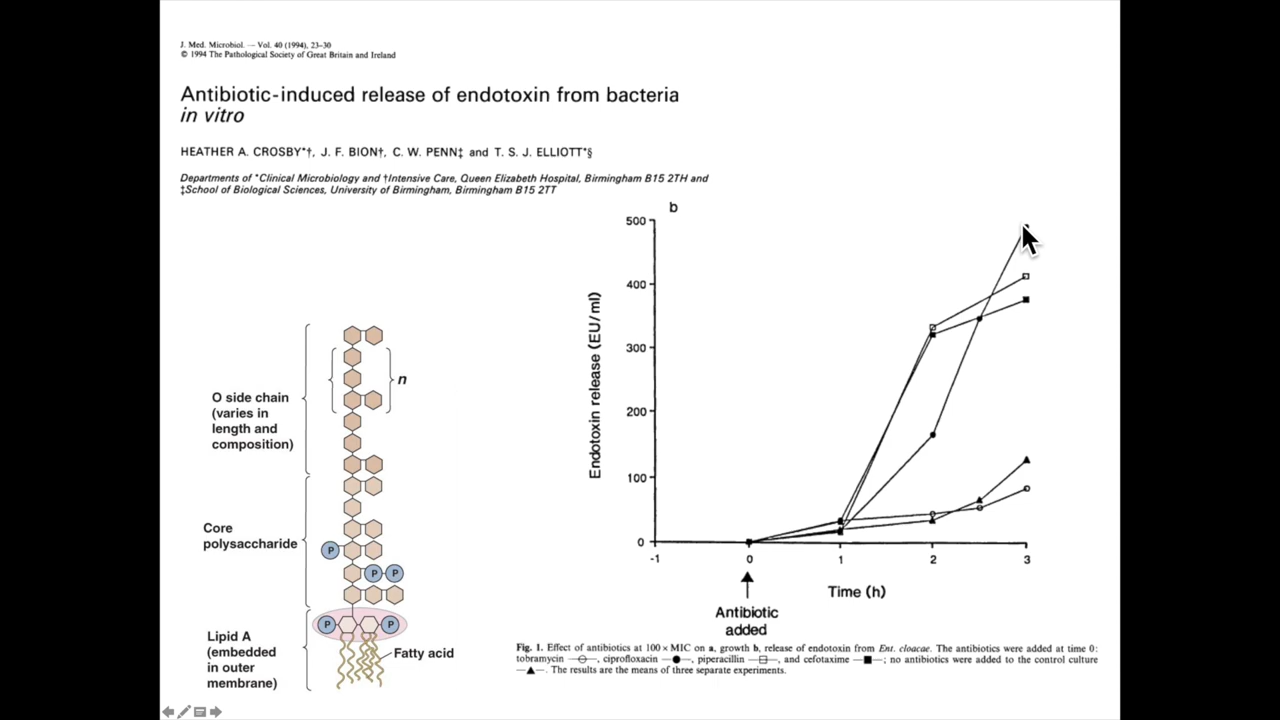 J. Med. Microbiol. — Vol. 40 (1994), 23–30
© 1994 The Pathological Society of Great Britain and Ireland
Antibiotic-induced release of endotoxin from bacteria
in vitro
HEATHER A. CROSBY*†, J. F. BION†, C. W. PENN‡ and T. S. J. ELLIOTT*§
Departments of *Clinical Microbiology and †Intensive Care, Queen Elizabeth Hospital, Birmingham B15 2TH and
‡School of Biological Sciences, University of Birmingham, Birmingham B15 2TT
b
500
400
300
200
100
0
Endotoxin release (EU/ml)
-1
0
1
2
3
Time (h)
Antibiotic
added
O side chain
(varies in
length and
composition)
n
Core
polysaccharide
P
P
P
Lipid A
(embedded
in outer
membrane)
P
P
Fatty acid
Fig. 1. Effect of antibiotics at 100 × MIC on a, growth b, release of endotoxin from Ent. cloacae. The antibiotics were added at time 0:
tobramycin —○—, ciprofloxacin —●—, piperacillin —□—, and cefotaxime —■—; no antibiotics were added to the control culture
—▲—. The results are the means of three separate experiments.